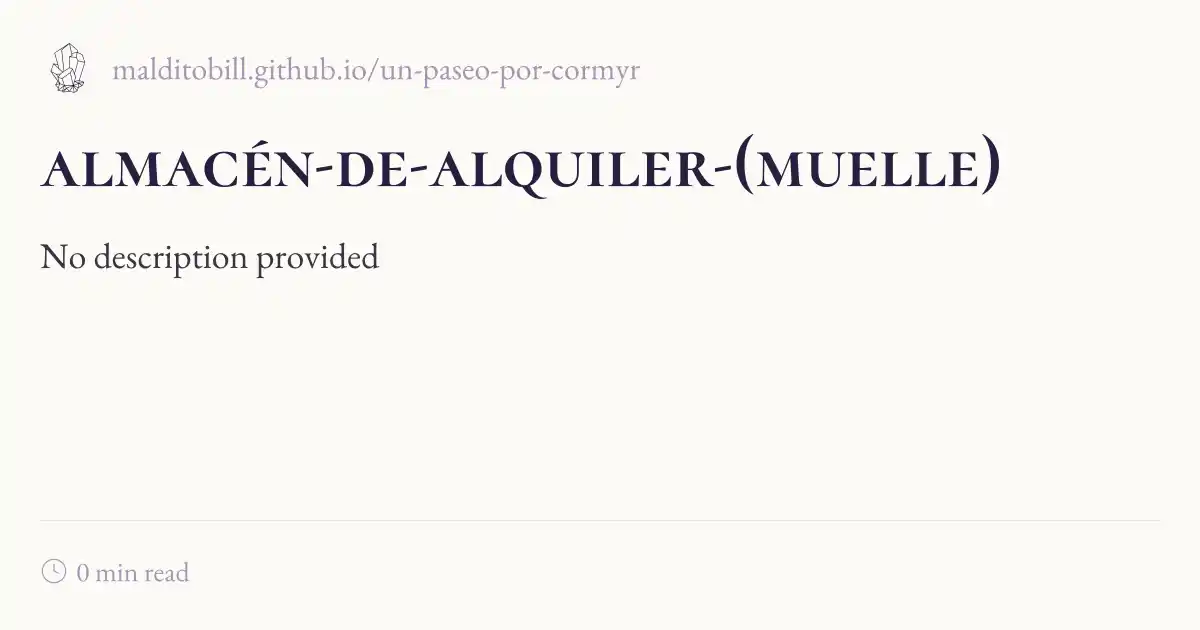 malditobill.github.io/un-paseo-por-cormyr
ALMACÉN-DE-ALQUILER-(MUELLE)
No description provided
0 min read